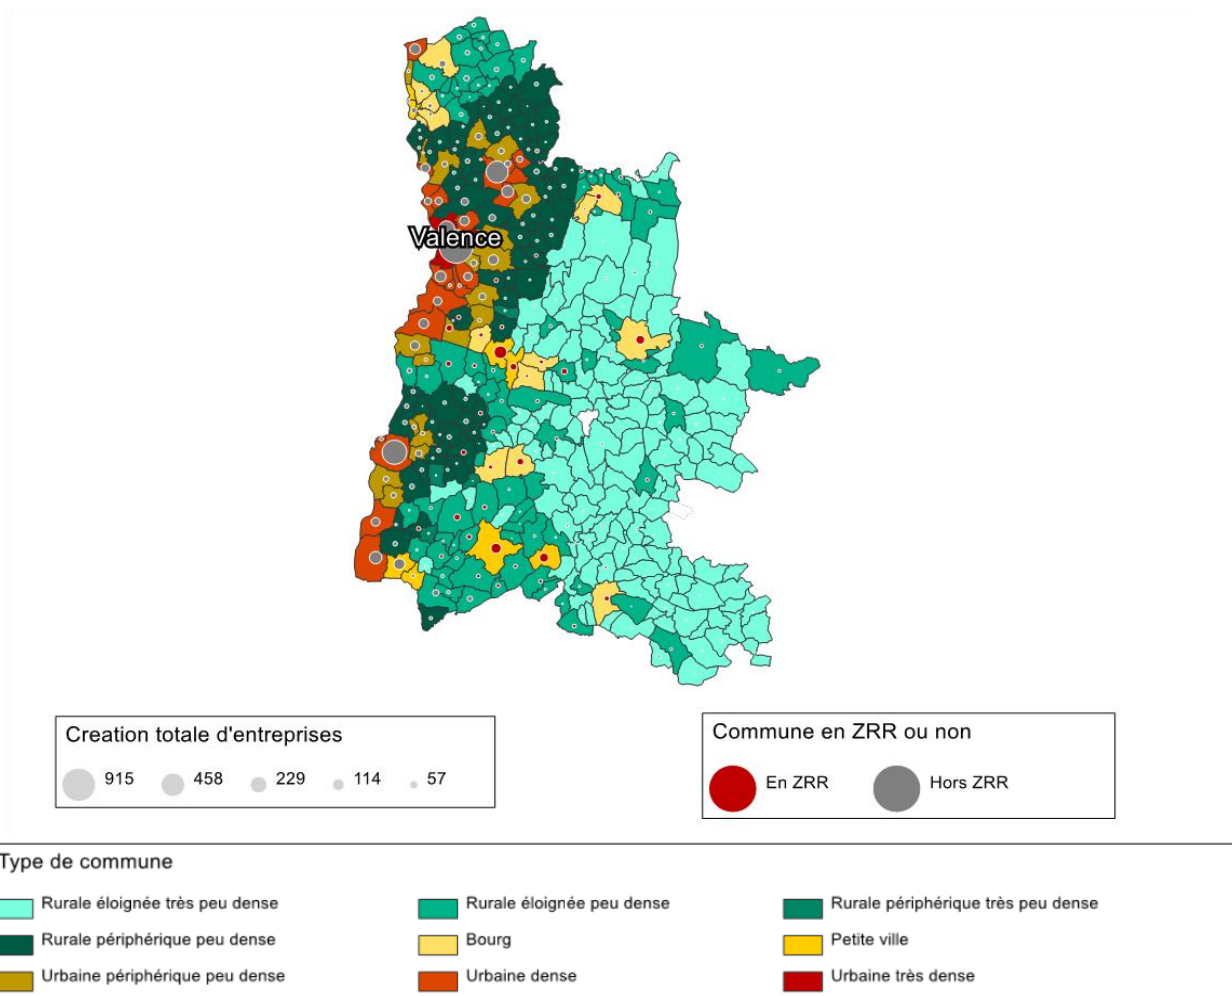 Valence
Creation totale d'entreprises
915 458 229 114 57
Commune en ZRR ou non
En ZRR Hors ZRR
Type de commune
Rurale éloignée très peu dense Rurale éloignée peu dense Rurale périphérique très peu dense
Rurale périphérique peu dense Bourg Petite ville
Urbaine périphérique peu dense Urbaine dense Urbaine très dense